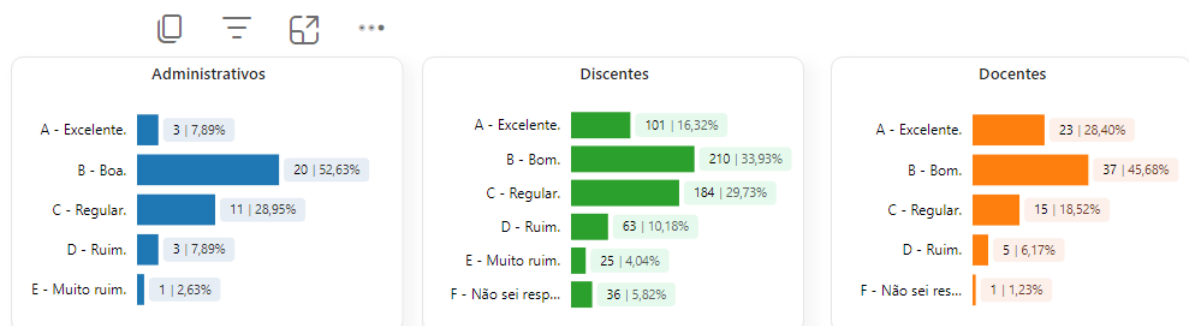 Administrativos
A - Excelente. 3 | 7,89%
B - Boa. 20 | 52,63%
C - Regular. 11 | 28,95%
D - Ruim. 3 | 7,89%
E - Muito ruim. 1 | 2,63%
Discentes
A - Excelente. 101 | 16,32%
B - Bom. 210 | 33,93%
C - Regular. 184 | 29,73%
D - Ruim. 63 | 10,18%
E - Muito ruim. 25 | 4,04%
F - Não sei resp... 36 | 5,82%
Docentes
A - Excelente. 23 | 28,40%
B - Bom. 37 | 45,68%
C - Regular. 15 | 18,52%
D - Ruim. 5 | 6,17%
F - Não sei res... 1 | 1,23%